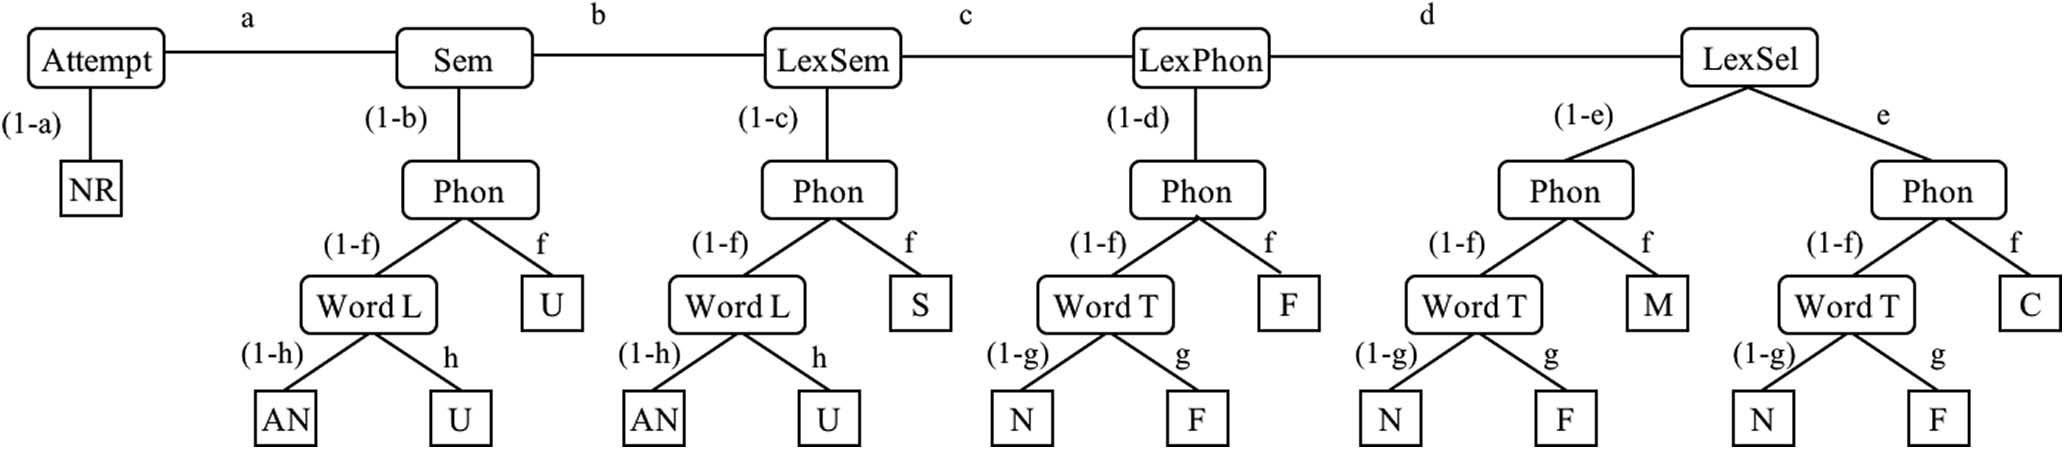 a b c d
Attempt Sem LexSem LexPhon LexSel
(1-a) (1-b) (1-c) (1-d) (1-e) e
NR Phon Phon Phon Phon Phon
(1-f) f (1-f) f (1-f) f (1-f) f (1-f) f
Word L U Word L S Word T F Word T M Word T C
(1-h) h (1-h) h (1-g) g (1-g) g (1-g) g
AN U AN U N F N F N F